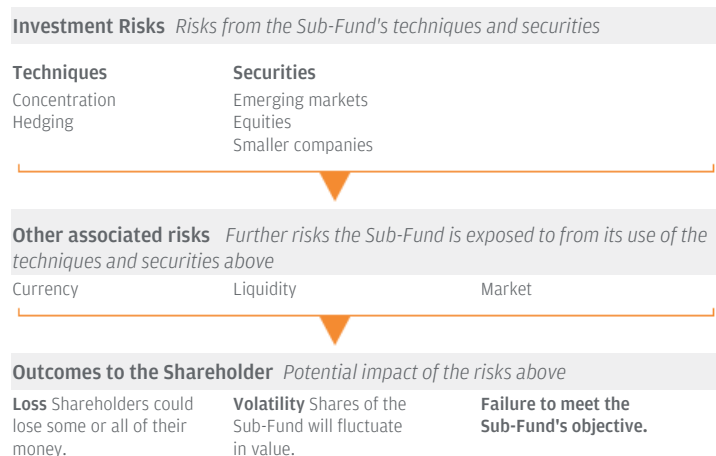 Investment Risks Risks from the Sub-Fund's techniques and securities
Techniques Securities
Concentration Emerging markets
Hedging Equities
Smaller companies
Other associated risks Further risks the Sub-Fund is exposed to from its use of the
techniques and securities above
Currency Liquidity Market
Outcomes to the Shareholder Potential impact of the risks above
Loss Shareholders could
lose some or all of their
money.
Volatility Shares of the
Sub-Fund will fluctuate
in value.
Failure to meet the
Sub-Fund's objective.